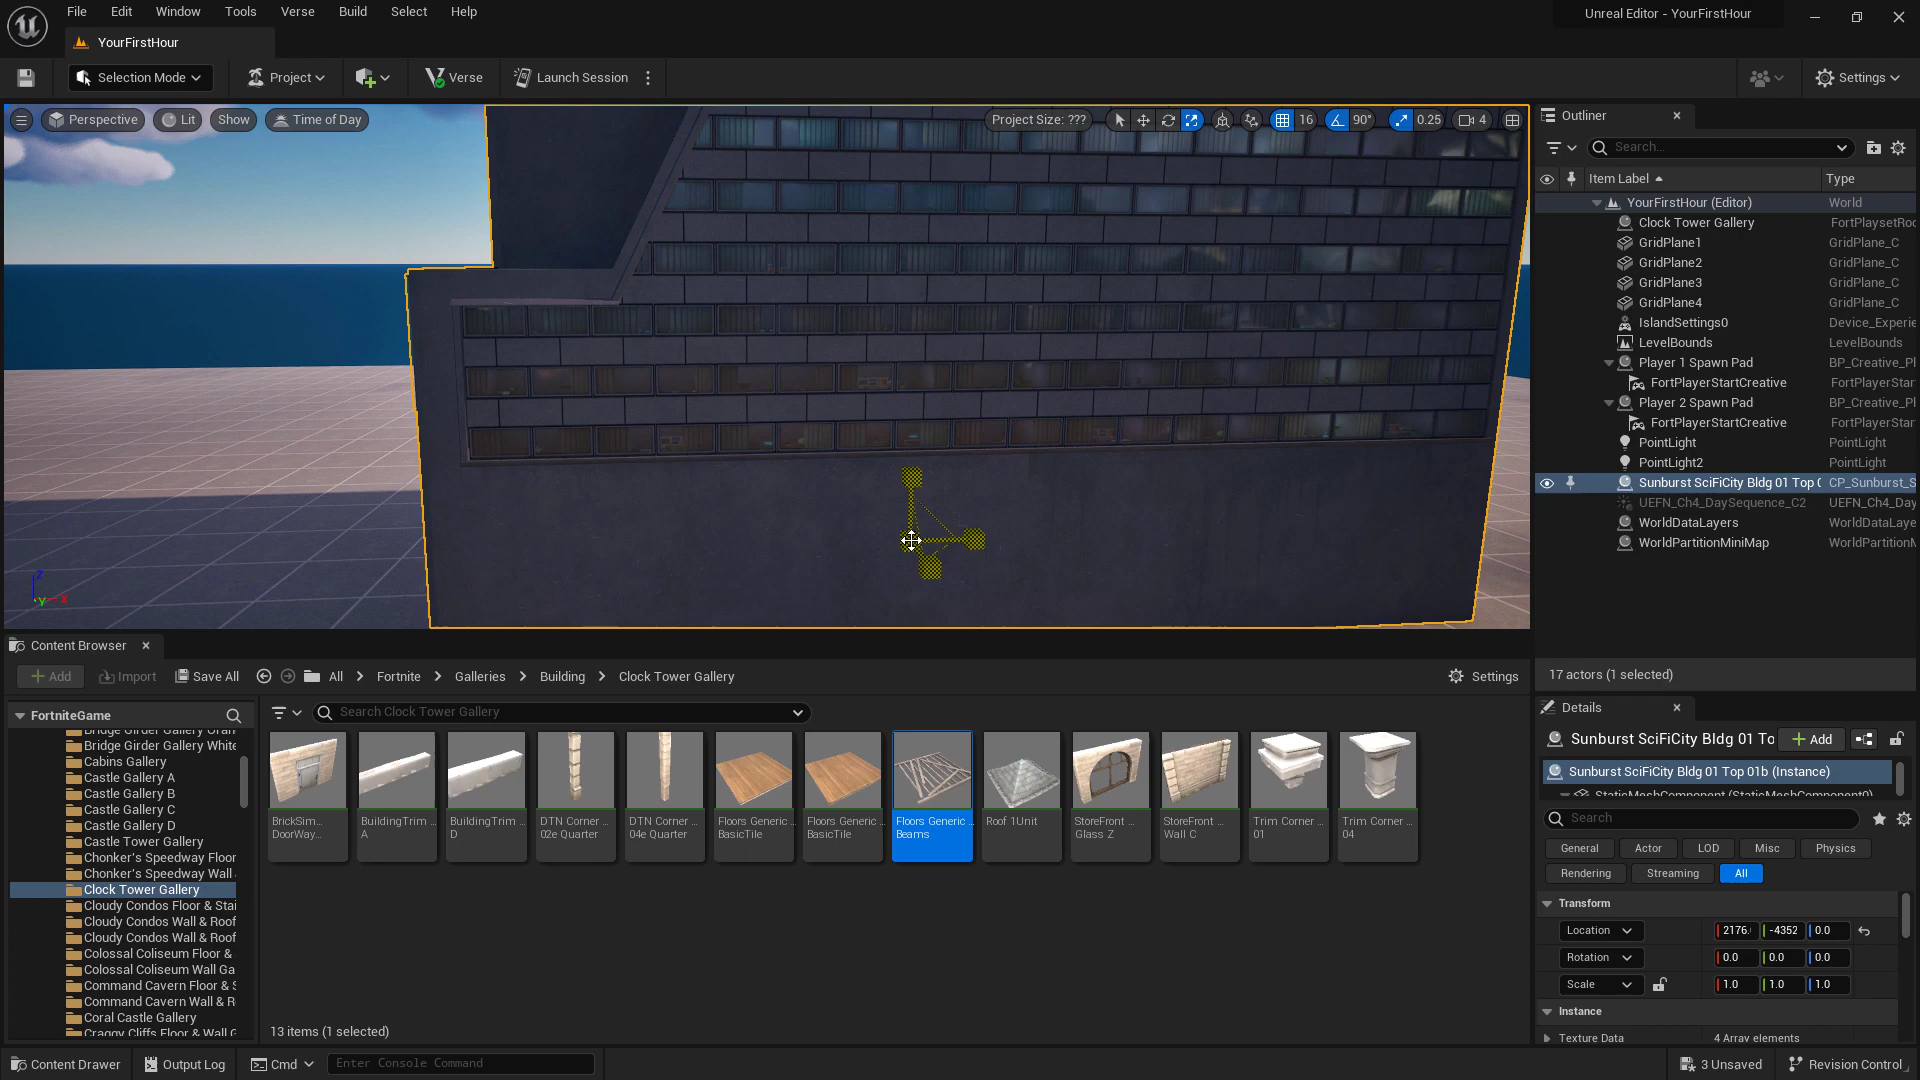 File Edit Window Tools Verse Build Select Help
Unreal Editor - YourFirstHour
YourFirstHour
Selection Mode Project Verse Launch Session Settings
Perspective Lit Show Time of Day Project Size: ??? 16 90° 0.25 4
Outliner
Search...
Item Label Type
YourFirstHour (Editor) World
Clock Tower Gallery FortPlaysetRoo
GridPlane1 GridPlane_C
GridPlane2 GridPlane_C
GridPlane3 GridPlane_C
GridPlane4 GridPlane_C
IslandSettings0 Device_Experie
LevelBounds LevelBounds
Player 1 Spawn Pad BP_Creative_Pl
FortPlayerStartCreative FortPlayerStar
Player 2 Spawn Pad BP_Creative_Pl
FortPlayerStartCreative FortPlayerStar
PointLight PointLight
PointLight2 PointLight
Sunburst SciFiCity Bldg 01 Top CP_Sunburst_S
UEFN_Ch4_DaySequence_C2 UEFN_Ch4_Day
WorldDataLayers WorldDataLaye
WorldPartitionMiniMap WorldPartitionM
17 actors (1 selected)
Z
Y X
Content Browser
Add Import Save All All Fortnite Galleries Building Clock Tower Gallery Settings
FortniteGame
Search Clock Tower Gallery
Bridge Girder Gallery Oran
Bridge Girder Gallery White
Cabins Gallery
Castle Gallery A
Castle Gallery B
Castle Gallery C
Castle Gallery D
Castle Tower Gallery
Chonker's Speedway Floor
Chonker's Speedway Wall
Clock Tower Gallery
Cloudy Condos Floor & Stai
Cloudy Condos Wall & Roof
Cloudy Condos Wall & Roof
Colossal Coliseum Floor &
Colossal Coliseum Wall Ga
Command Cavern Floor & S
Command Cavern Wall & R
Coral Castle Gallery
Craggy Cliffs Floor & Wall G
BrickSim... DoorWay...
BuildingTrim ... A
BuildingTrim ... D
DTN Corner ... 02e Quarter
DTN Corner ... 04e Quarter
Floors Generic ... BasicTile
Floors Generic ... BasicTile
Floors Generic ... Beams
Roof 1Unit
StoreFront ... Glass Z
StoreFront ... Wall C
Trim Corner ... 01
Trim Corner ... 04
13 items (1 selected)
Details
Sunburst SciFiCity Bldg 01 To Add
Sunburst SciFiCity Bldg 01 Top 01b (Instance)
StaticMeshComponent (StaticMeshComponent0)
Search
General Actor LOD Misc Physics
Rendering Streaming All
Transform
Location 2176. -4352 0.0
Rotation 0.0 0.0 0.0
Scale 1.0 1.0 1.0
Instance
Texture Data 4 Array elements
Content Drawer Output Log Cmd Enter Console Command 3 Unsaved Revision Control